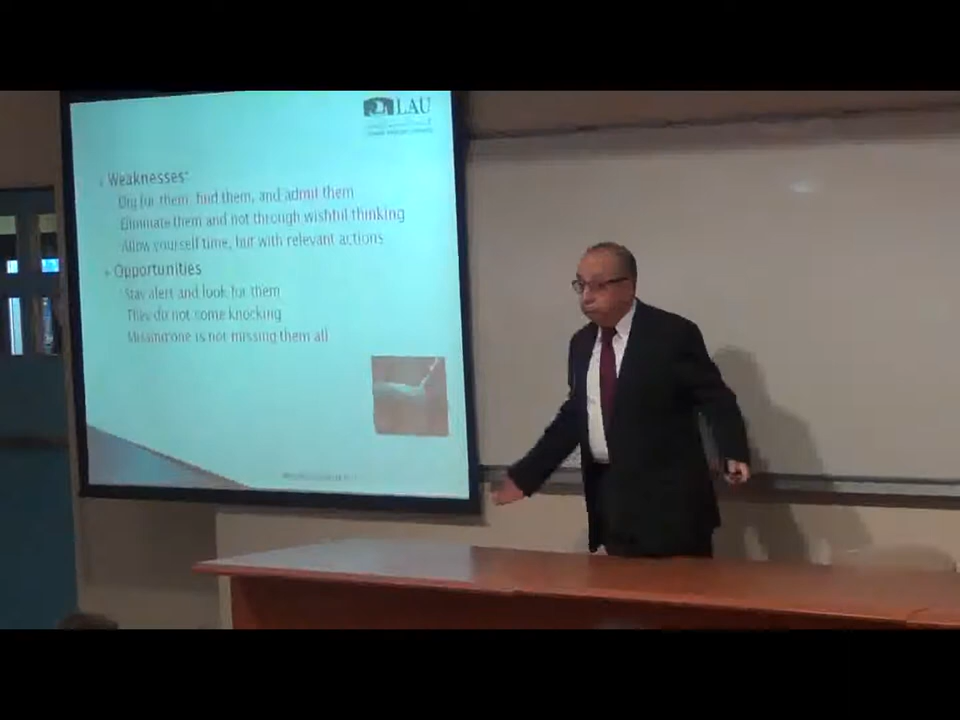 LAU
Weaknesses
Dig for them, find them, and admit them
Eliminate them and not through wishful thinking
Allow yourself time, but with relevant actions
Opportunities
Stay alert and look for them
They do not come knocking
Missing one is not missing them all